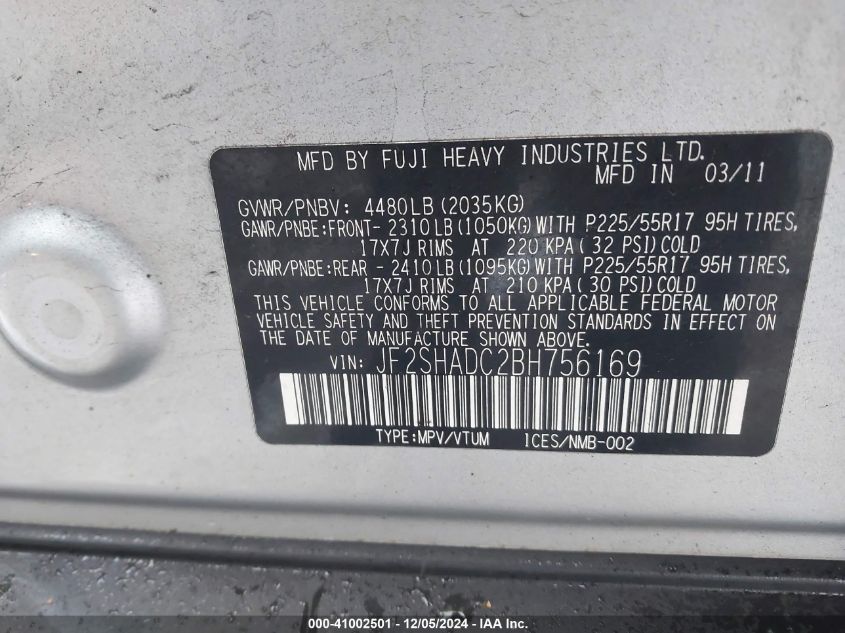 MFD BY FUJI HEAVY INDUSTRIES LTD.
MFD IN 03/11
GVWR/PNBV: 4480LB (2035KG)
GAWR/PNBE:FRONT- 2310LB (1050KG) WITH P225/55R17 95H TIRES,
17X7J RIMS AT 220 KPA ( 32 PSI) COLD
GAWR/PNBE:REAR - 2410LB (1095KG) WITH P225/55R17 95H TIRES,
17X7J RIMS AT 210 KPA ( 30 PSI) COLD
THIS VEHICLE CONFORMS TO ALL APPLICABLE FEDERAL MOTOR
VEHICLE SAFETY AND THEFT PREVENTION STANDARDS IN EFFECT ON
THE DATE OF MANUFACTURE SHOWN ABOVE.
VIN: JF2SHADC2BH756169
TYPE:MPV/VTUM ICES/NMB-002
000-41002501 - 12/05/2024 - IAA Inc.